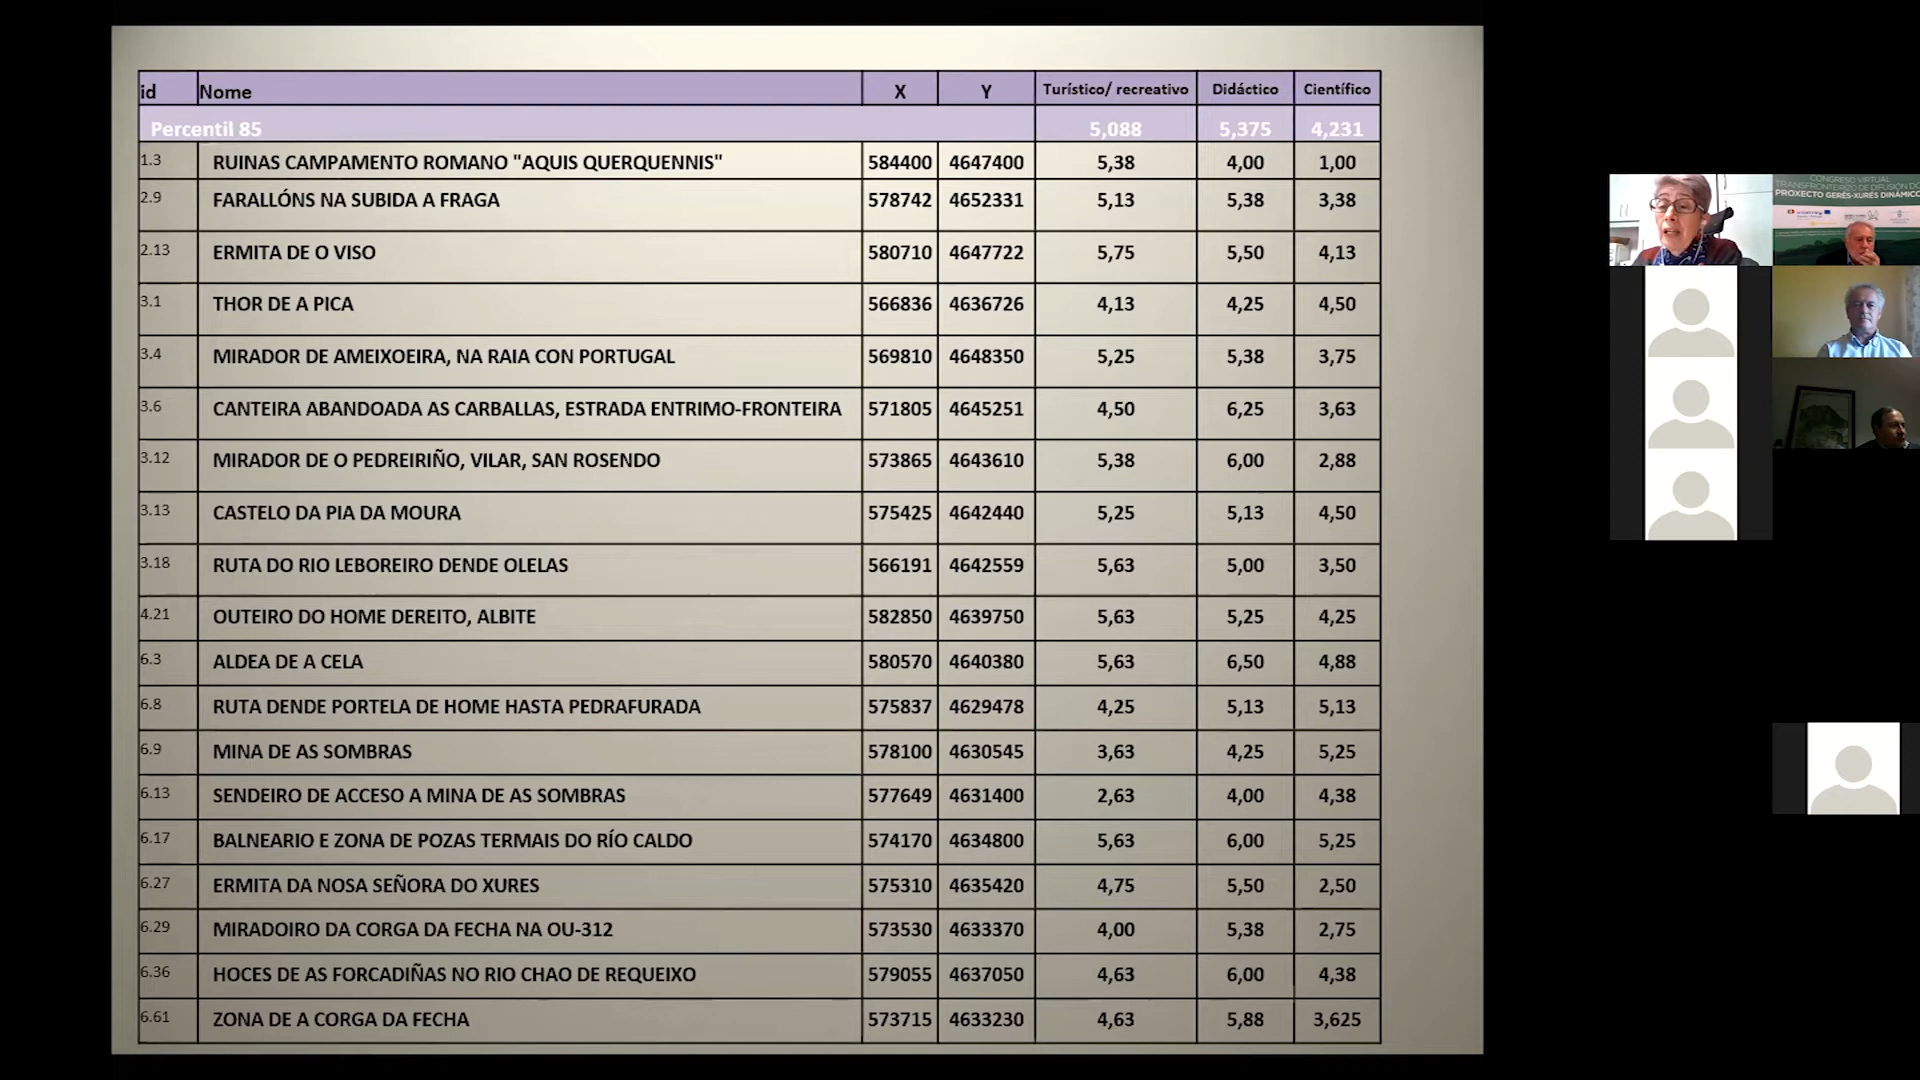 id Nome X Y Turístico/ recreativo Didáctico Científico
Percentil 85 5,088 5,375 4,231
1.3 RUINAS CAMPAMENTO ROMANO "AQUIS QUERQUENNIS" 584400 4647400 5,38 4,00 1,00
2.9 FARALLÓNS NA SUBIDA A FRAGA 578742 4652331 5,13 5,38 3,38
2.13 ERMITA DE O VISO 580710 4647722 5,75 5,50 4,13
3.1 THOR DE A PICA 566836 4636726 4,13 4,25 4,50
3.4 MIRADOR DE AMEIXOEIRA, NA RAIA CON PORTUGAL 569810 4648350 5,25 5,38 3,75
3.6 CANTEIRA ABANDOADA AS CARBALLAS, ESTRADA ENTRIMO-FRONTEIRA 571805 4645251 4,50 6,25 3,63
3.12 MIRADOR DE O PEDREIRIÑO, VILAR, SAN ROSENDO 573865 4643610 5,38 6,00 2,88
3.13 CASTELO DA PIA DA MOURA 575425 4642440 5,25 5,13 4,50
3.18 RUTA DO RIO LEBOREIRO DENDE OLELAS 566191 4642559 5,63 5,00 3,50
4.21 OUTEIRO DO HOME DEREITO, ALBITE 582850 4639750 5,63 5,25 4,25
6.3 ALDEA DE A CELA 580570 4640380 5,63 6,50 4,88
6.8 RUTA DENDE PORTELA DE HOME HASTA PEDRAFURADA 575837 4629478 4,25 5,13 5,13
6.9 MINA DE AS SOMBRAS 578100 4630545 3,63 4,25 5,25
6.13 SENDEIRO DE ACCESO A MINA DE AS SOMBRAS 577649 4631400 2,63 4,00 4,38
6.17 BALNEARIO E ZONA DE POZAS TERMAIS DO RÍO CALDO 574170 4634800 5,63 6,00 5,25
6.27 ERMITA DA NOSA SEÑORA DO XURES 575310 4635420 4,75 5,50 2,50
6.29 MIRADOIRO DA CORGA DA FECHA NA OU-312 573530 4633370 4,00 5,38 2,75
6.36 HOCES DE AS FORCADIÑAS NO RIO CHAO DE REQUEIXO 579055 4637050 4,63 6,00 4,38
6.61 ZONA DE A CORGA DA FECHA 573715 4633230 4,63 5,88 3,625
CONGRESO VIRTUAL
TRANSFRONTERIZO DE DIFUSIÓN DO
PROXECTO GERÉS-XURÉS DINÁMICO